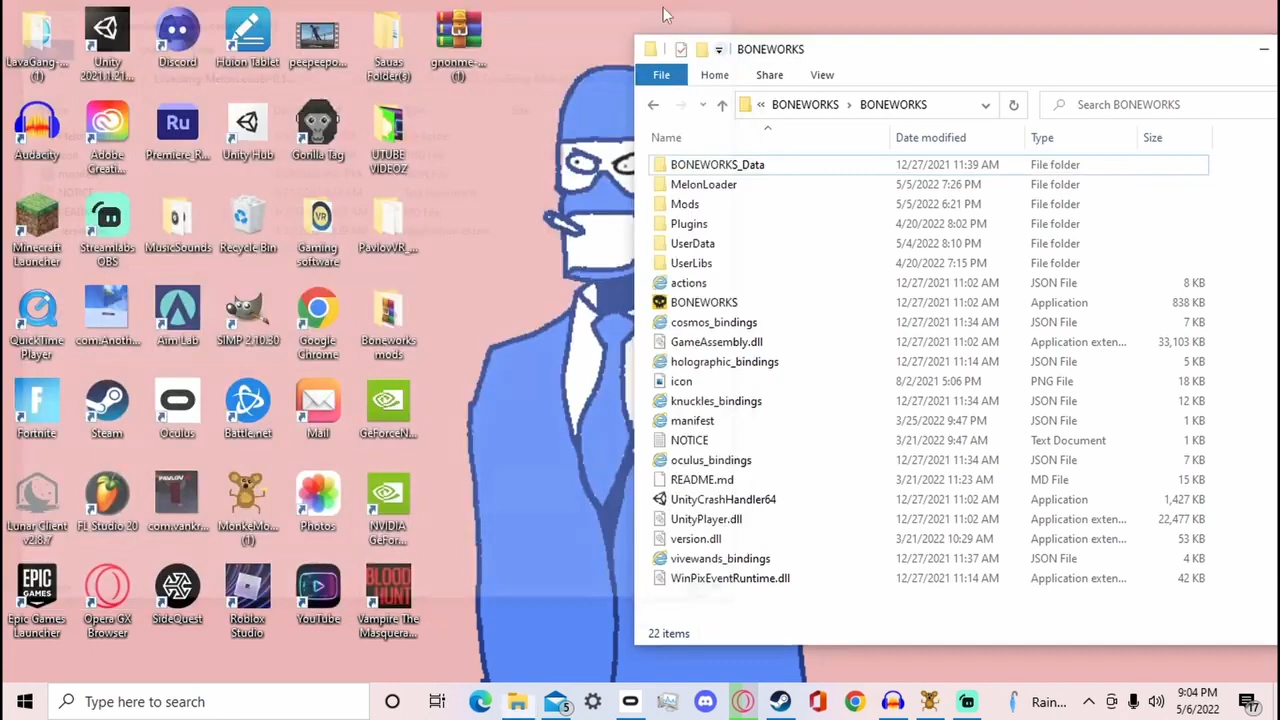 LavaGang-...
(1)
Unity
2021.1.21...
Discord
Huion Tablet
peepeepo...
Sauas
Folder(s)
gnonme-...
(1)
Audacity
Adobe
Creati...
Ru
Premiere_R...
Unity Hub
Gorilla Tag
UTUBE
VIDEOZ
Minecraft
Launcher
Streamlabs
OBS
MusicSounds
Recycle Bin
VR
Gaming
software
PavlovVR_...
QuickTime
Player
com.Anoth...
Aim Lab
GIMP 2.10.30
Google
Chrome
Boneworks
mods
Fortnite
Steam
Oculus
Battle.net
Mail
GeForceN...
Lunar Client
v2.8.7
FL Studio 20
PAVLOV
com.vankr...
MonkeMo...
(1)
Photos
NVIDIA
GeFor...
EPIC
GAMES
Epic Games
Launcher
Opera GX
Browser
SideQuest
Roblox
Studio
YouTube
BLOOD
HUNT
Vampire The
Masquera...
BONEWORKS
File Home Share View
« BONEWORKS › BONEWORKS
Search BONEWORKS
Name Date modified Type Size
BONEWORKS_Data 12/27/2021 11:39 AM File folder
MelonLoader 5/5/2022 7:26 PM File folder
Mods 5/5/2022 6:21 PM File folder
Plugins 4/20/2022 8:02 PM File folder
UserData 5/4/2022 8:10 PM File folder
UserLibs 4/20/2022 7:15 PM File folder
actions 12/27/2021 11:02 AM JSON File 8 KB
BONEWORKS 12/27/2021 11:02 AM Application 838 KB
cosmos_bindings 12/27/2021 11:34 AM JSON File 7 KB
GameAssembly.dll 12/27/2021 11:02 AM Application exten... 33,103 KB
holographic_bindings 12/27/2021 11:14 AM JSON File 5 KB
icon 8/2/2021 5:06 PM PNG File 18 KB
knuckles_bindings 12/27/2021 11:34 AM JSON File 12 KB
manifest 3/25/2022 9:47 PM JSON File 1 KB
NOTICE 3/21/2022 9:47 AM Text Document 1 KB
oculus_bindings 12/27/2021 11:34 AM JSON File 7 KB
README.md 3/21/2022 11:23 AM MD File 15 KB
UnityCrashHandler64 12/27/2021 11:02 AM Application 1,427 KB
UnityPlayer.dll 12/27/2021 11:02 AM Application exten... 22,477 KB
version.dll 3/21/2022 10:29 AM Application exten... 53 KB
vivewands_bindings 12/27/2021 11:37 AM JSON File 4 KB
WinPixEventRuntime.dll 12/27/2021 11:14 AM Application exten... 42 KB
22 items
Type here to search
5
Rain...
9:04 PM
5/6/2022
17